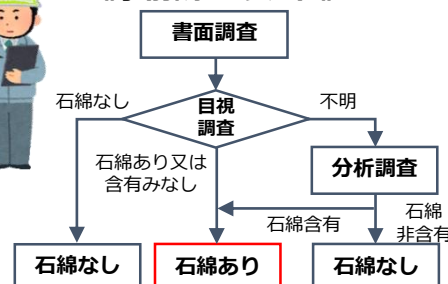 書面調査
石綿なし
目視
調査
不明
石綿あり又は
含有みなし
分析調査
石綿含有
石綿
非含有
石綿なし
石綿あり
石綿なし